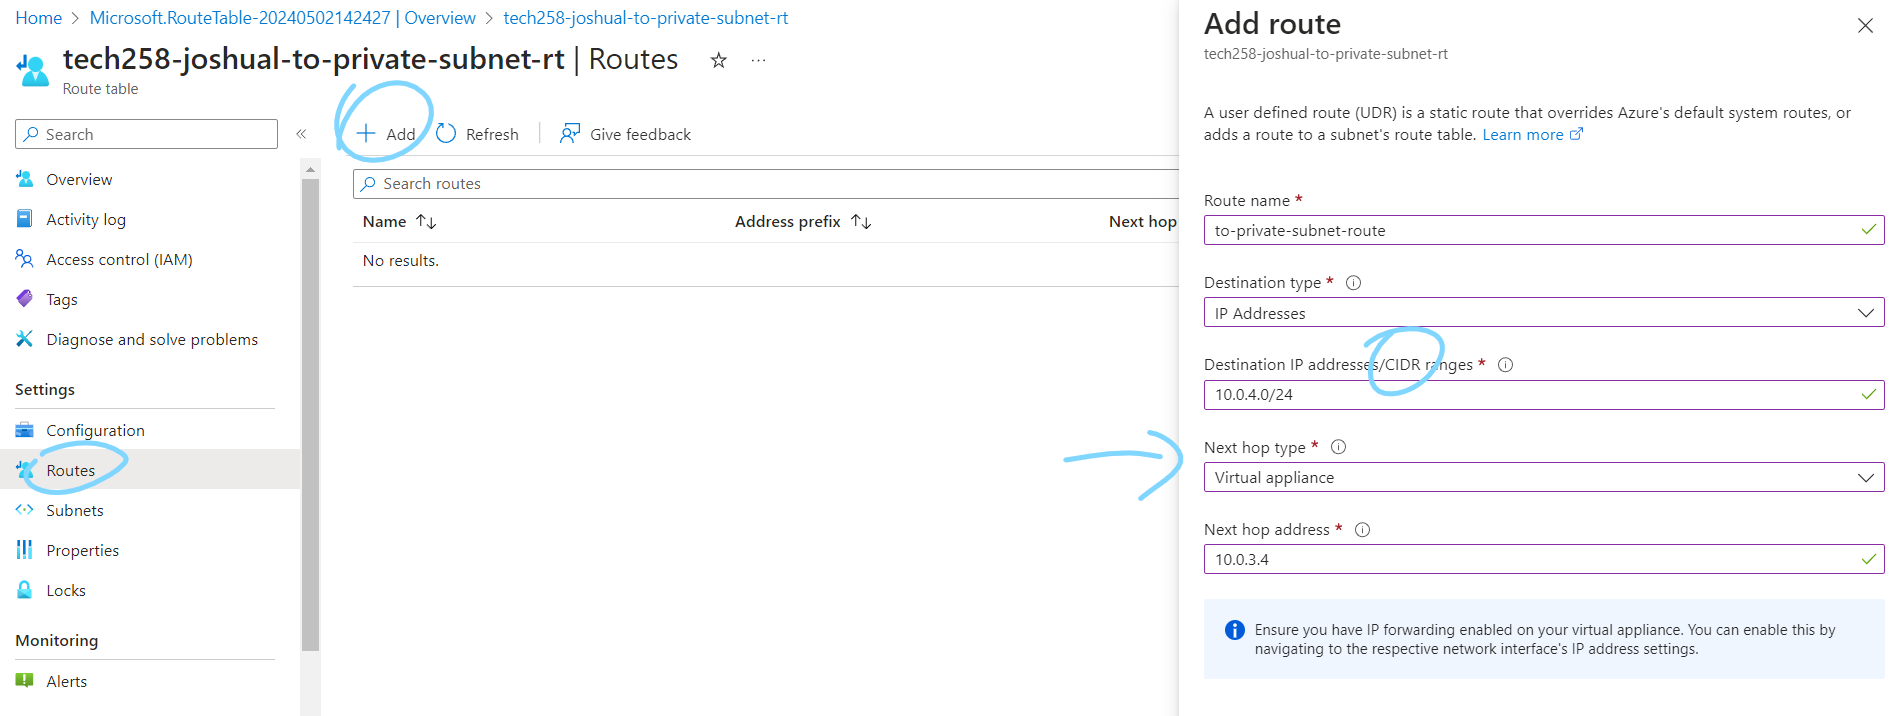 Home > Microsoft.RouteTable-20240502142427 | Overview > tech258-joshual-to-private-subnet-rt
tech258-joshual-to-private-subnet-rt | Routes
Route table
Search
Overview
Activity log
Access control (IAM)
Tags
Diagnose and solve problems
Settings
Configuration
Routes
Subnets
Properties
Locks
Monitoring
Alerts
Add Refresh Give feedback
Search routes
Name Address prefix Next hop
No results.
Add route
tech258-joshual-to-private-subnet-rt
A user defined route (UDR) is a static route that overrides Azure's default system routes, or
adds a route to a subnet's route table. Learn more
Route name *
to-private-subnet-route
Destination type *
IP Addresses
Destination IP addresses/CIDR ranges *
10.0.4.0/24
Next hop type *
Virtual appliance
Next hop address *
10.0.3.4
Ensure you have IP forwarding enabled on your virtual appliance. You can enable this by
navigating to the respective network interface's IP address settings.